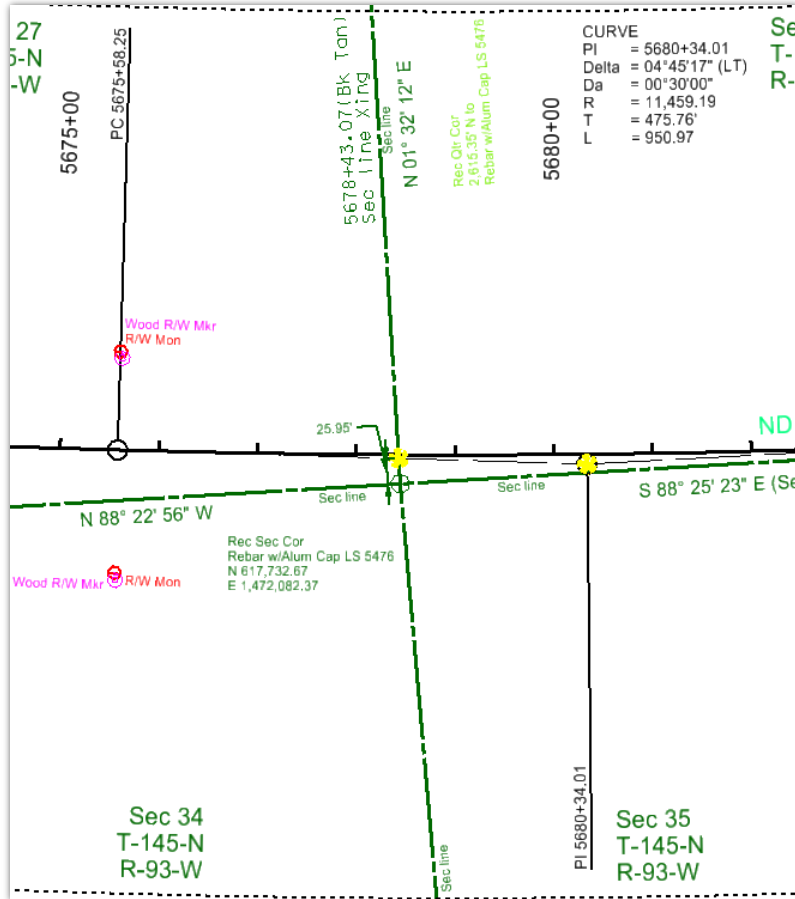 27
5-N
-W
5675+00
PC 5675+58.25
5678+43.07(Bk Tan)
Sec line Xing
Sec line
N 01° 32' 12" E
Rec Qtr Cor
2,615.35' N to
Rebar w/Alum Cap LS 5476
5680+00
CURVE
PI = 5680+34.01
Delta = 04°45'17" (LT)
Da = 00°30'00"
R = 11,459.19
T = 475.76'
L = 950.97
Se
T-
R-
Wood R/W Mkr
R/W Mon
25.95'
ND
N 88° 22' 56" W
Sec line
Sec line
S 88° 25' 23" E (Se
Rec Sec Cor
Rebar w/Alum Cap LS 5476
N 617,732.67
E 1,472,082.37
Wood R/W Mkr
R/W Mon
Sec 34
T-145-N
R-93-W
Sec line
PI 5680+34.01
Sec 35
T-145-N
R-93-W